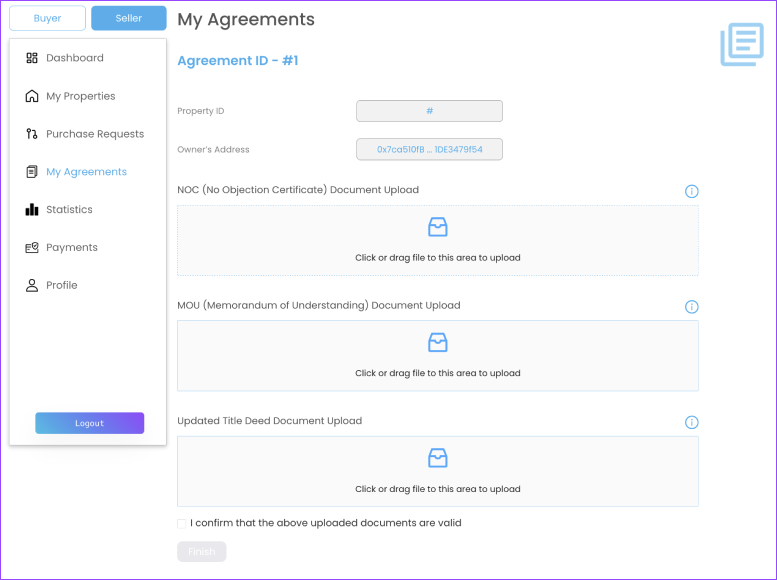 Buyer
Seller
My Agreements
Dashboard
My Properties
Purchase Requests
My Agreements
Statistics
Payments
Profile
Logout
Agreement ID - #1
Property ID
#
Owner's Address
0x7ca510fB ... 1DE3479f54
NOC (No Objection Certificate) Document Upload
Click or drag file to this area to upload
MOU (Memorandum of Understanding) Document Upload
Click or drag file to this area to upload
Updated Title Deed Document Upload
Click or drag file to this area to upload
I confirm that the above uploaded documents are valid
Finish